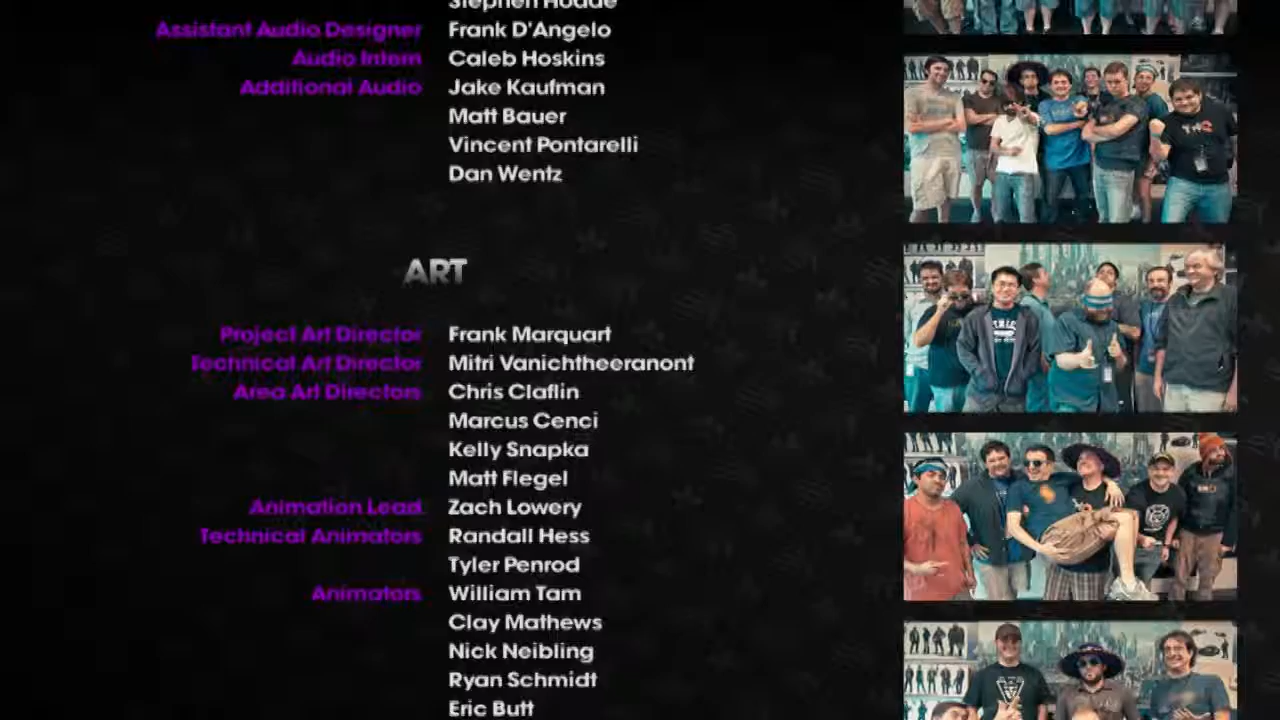 Stephen Hodde
Assistant Audio Designer Frank D'Angelo
Audio Intern Caleb Hoskins
Additional Audio Jake Kaufman
Matt Bauer
Vincent Pontarelli
Dan Wentz
ART
Project Art Director Frank Marquart
Technical Art Director Mitri Vanichtheeranont
Area Art Directors Chris Claflin
Marcus Cenci
Kelly Snapka
Matt Flegel
Animation Lead Zach Lowery
Technical Animators Randall Hess
Tyler Penrod
Animators William Tam
Clay Mathews
Nick Neibling
Ryan Schmidt
Eric Butt